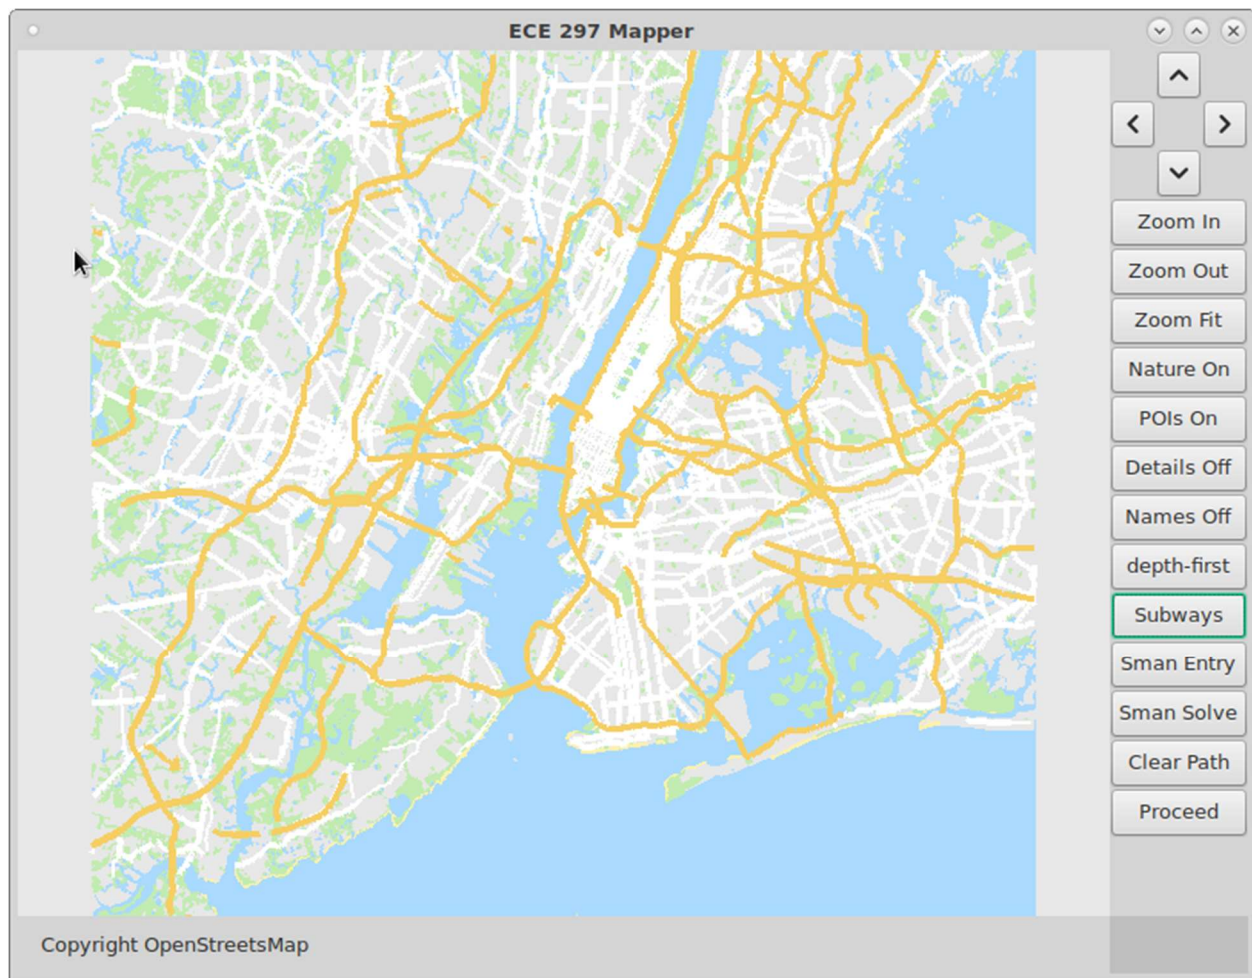 ECE 297 Mapper
Zoom In
Zoom Out
Zoom Fit
Nature On
POIs On
Details Off
Names Off
depth-first
Subways
Sman Entry
Sman Solve
Clear Path
Proceed
Copyright OpenStreetsMap